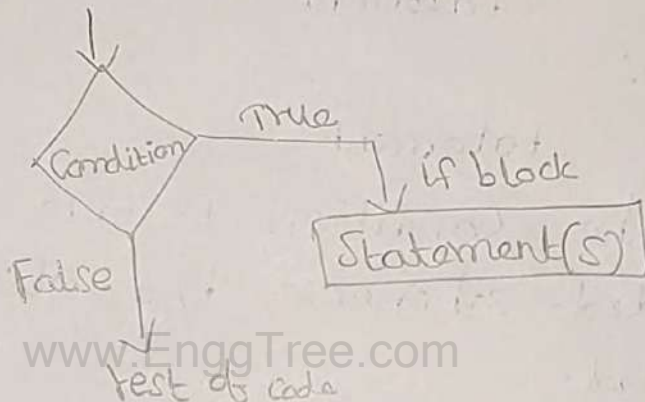 Condition
True
if block
Statement(s)
False
www.EnggTree.com
rest of code